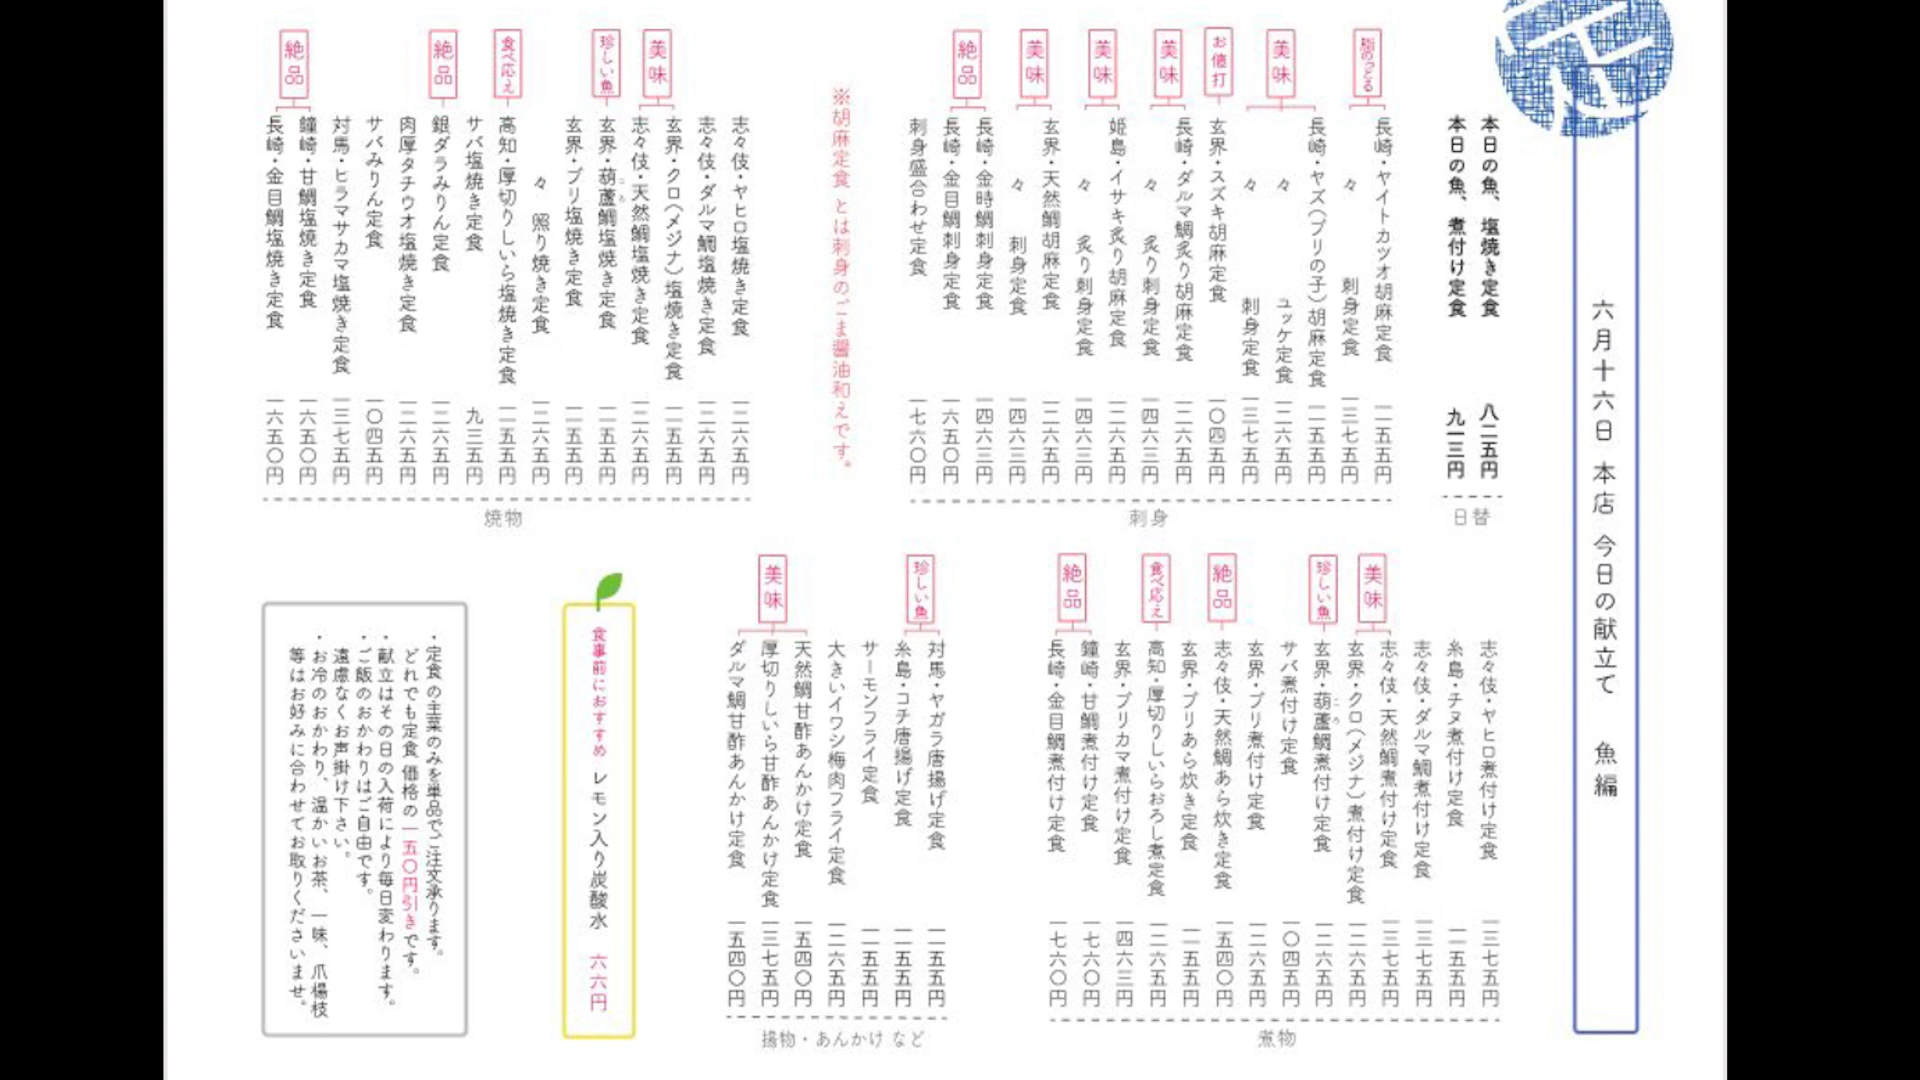 六月十六日 本店 今日の献立て 魚編
本日の魚、塩焼き定食 八二五円
本日の魚、煮付け定食 九一三円
日替
脂のってる
長崎・ヤイトカツオ胡麻定食 一一五五円
々 刺身定食 一三七五円
美味
長崎・ヤズ(ブリの子)胡麻定食 一一五五円
々 ユッケ定食 一二六五円
々 刺身定食 一三七五円
お値打
玄界・スズキ胡麻定食 一〇四五円
美味
長崎・ダルマ鯛炙り胡麻定食 一二六五円
々 炙り刺身定食 一四六三円
美味
姫島・イサキ炙り胡麻定食 一二六五円
々 炙り刺身定食 一四六三円
美味
玄界・天然鯛胡麻定食 一二六五円
々 刺身定食 一四六三円
絶品
長崎・金時鯛刺身定食 一四六三円
長崎・金目鯛刺身定食 一六五〇円
刺身盛合わせ定食 一七六〇円
刺身
※胡麻定食 とは刺身のごま醤油和えです。
志々伎・ヤヒロ塩焼き定食 一二六五円
志々伎・ダルマ鯛塩焼き定食 一二六五円
美味
玄界・クロ(メジナ)塩焼き定食 一一五五円
志々伎・天然鯛塩焼き定食 一二六五円
珍しい魚
玄界・葫蘆鯛塩焼き定食 一一五五円
玄界・ブリ塩焼き定食 一一五五円
々 照り焼き定食 一二六五円
食べ応え
高知・厚切りしいら塩焼き定食 一一五五円
サバ塩焼き定食 九三五円
絶品
銀ダラみりん定食 一二六五円
肉厚タチウオ塩焼き定食 一二六五円
サバみりん定食 一〇四五円
対馬・ヒラマサカマ塩焼き定食 一三七五円
絶品
鐘崎・甘鯛塩焼き定食 一六五〇円
長崎・金目鯛塩焼き定食 一六五〇円
焼物
志々伎・ヤヒロ煮付け定食 一三七五円
糸島・チヌ煮付け定食 一一五五円
志々伎・ダルマ鯛煮付け定食 一三七五円
美味
志々伎・天然鯛煮付け定食 一三七五円
玄界・クロ(メジナ)煮付け定食 一二六五円
珍しい魚
玄界・葫蘆鯛煮付け定食 一二六五円
サバ煮付け定食 一〇四五円
玄界・ブリ煮付け定食 一二六五円
絶品
志々伎・天然鯛あら炊き定食 一五四〇円
玄界・ブリあら炊き定食 一一五五円
食べ応え
高知・厚切りしいらおろし煮定食 一二六五円
玄界・ブリカマ煮付け定食 一四六三円
絶品
鐘崎・甘鯛煮付け定食 一七六〇円
長崎・金目鯛煮付け定食 一七六〇円
煮物
珍しい魚
対馬・ヤガラ唐揚げ定食 一一五五円
糸島・コチ唐揚げ定食 一一五五円
サーモンフライ定食 一一五五円
大きいイワシ梅肉フライ定食 一二六五円
美味
天然鯛甘酢あんかけ定食 一五四〇円
厚切りしいら甘酢あんかけ定食 一三七五円
ダルマ鯛甘酢あんかけ定食 一五四〇円
揚物・あんかけ など
食事前におすすめ レモン入り炭酸水 六六円
・定食 の主菜のみを単品でご注文承ります。
どれでも定食 価格の 一五〇円引きです。
・献立はその日の入荷により毎日変わります。
・ご飯のおかわりはご自由です。
遠慮なくお声掛け下さい。
・お冷のおかわり、温かいお茶、一味、爪楊枝
等はお好みに合わせてお取りくださいませ。